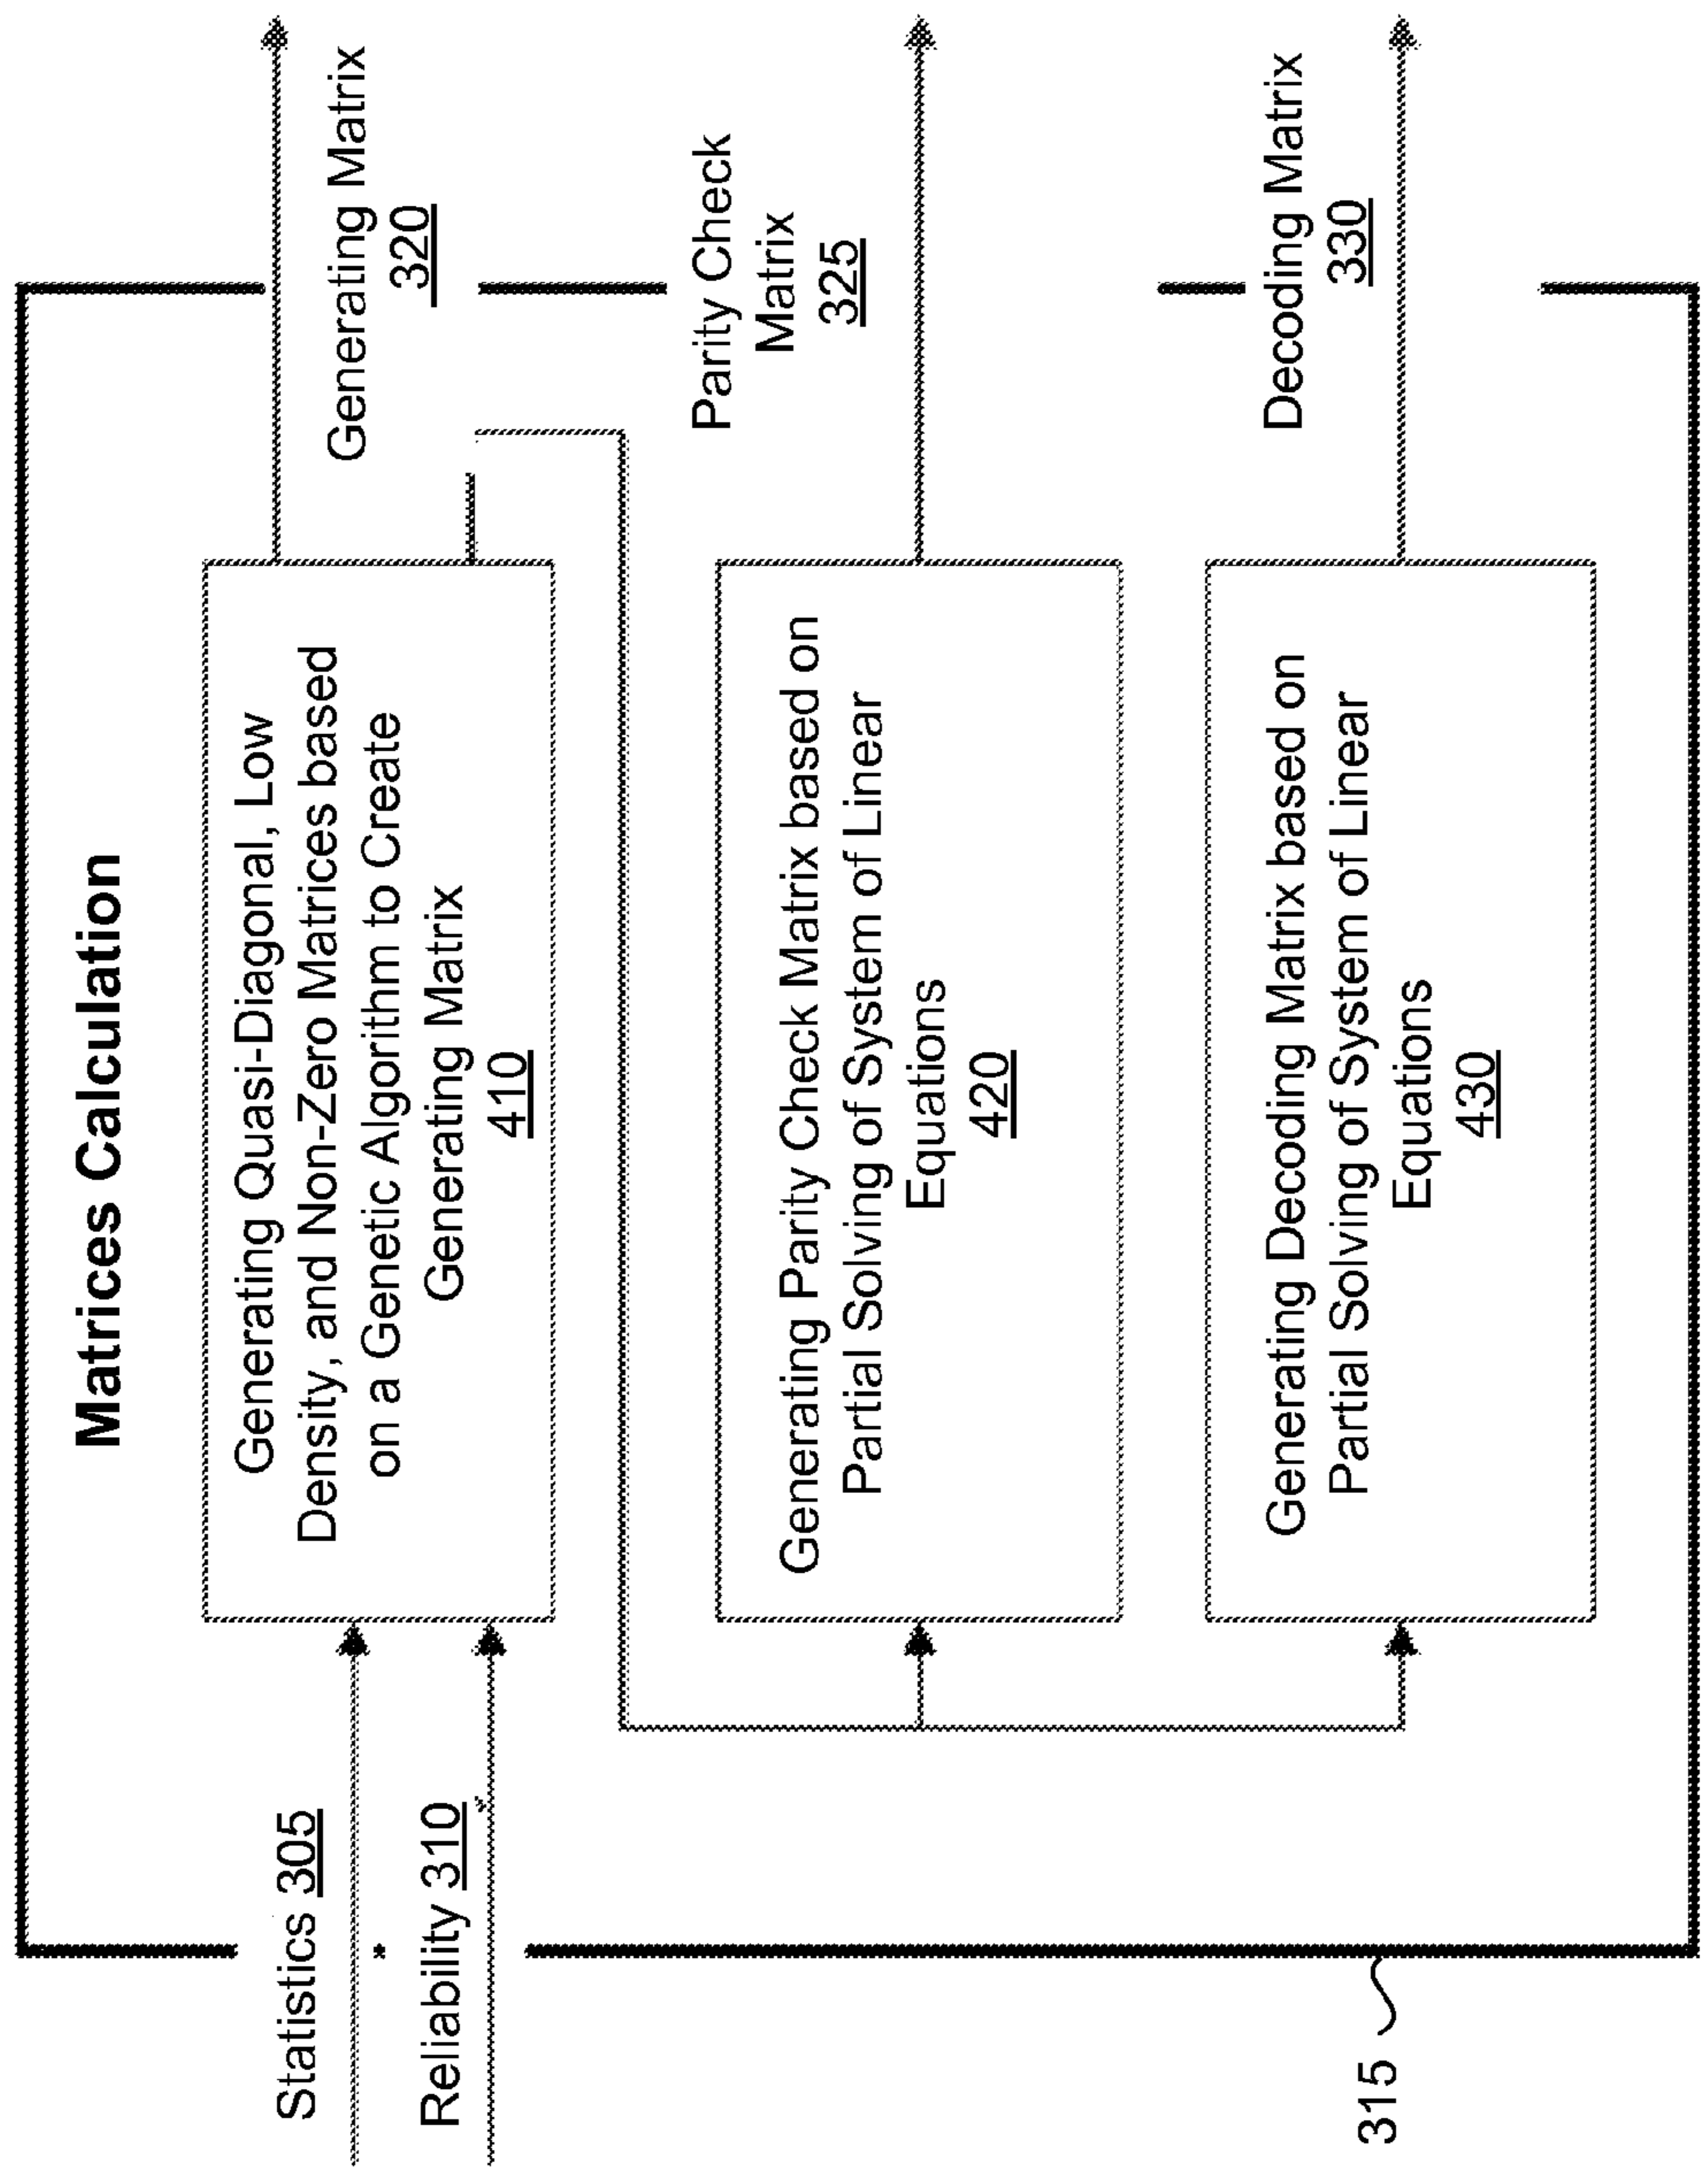 Matrices Calculation
Statistics 305
Reliability 310
Generating Quasi-Diagonal, Low
Density, and Non-Zero Matrices based
on a Genetic Algorithm to Create
Generating Matrix
410
Generating Matrix
320
Generating Parity Check Matrix based on
Partial Solving of System of Linear
Equations
420
Parity Check
Matrix
325
Generating Decoding Matrix based on
Partial Solving of System of Linear
Equations
430
Decoding Matrix
330
315